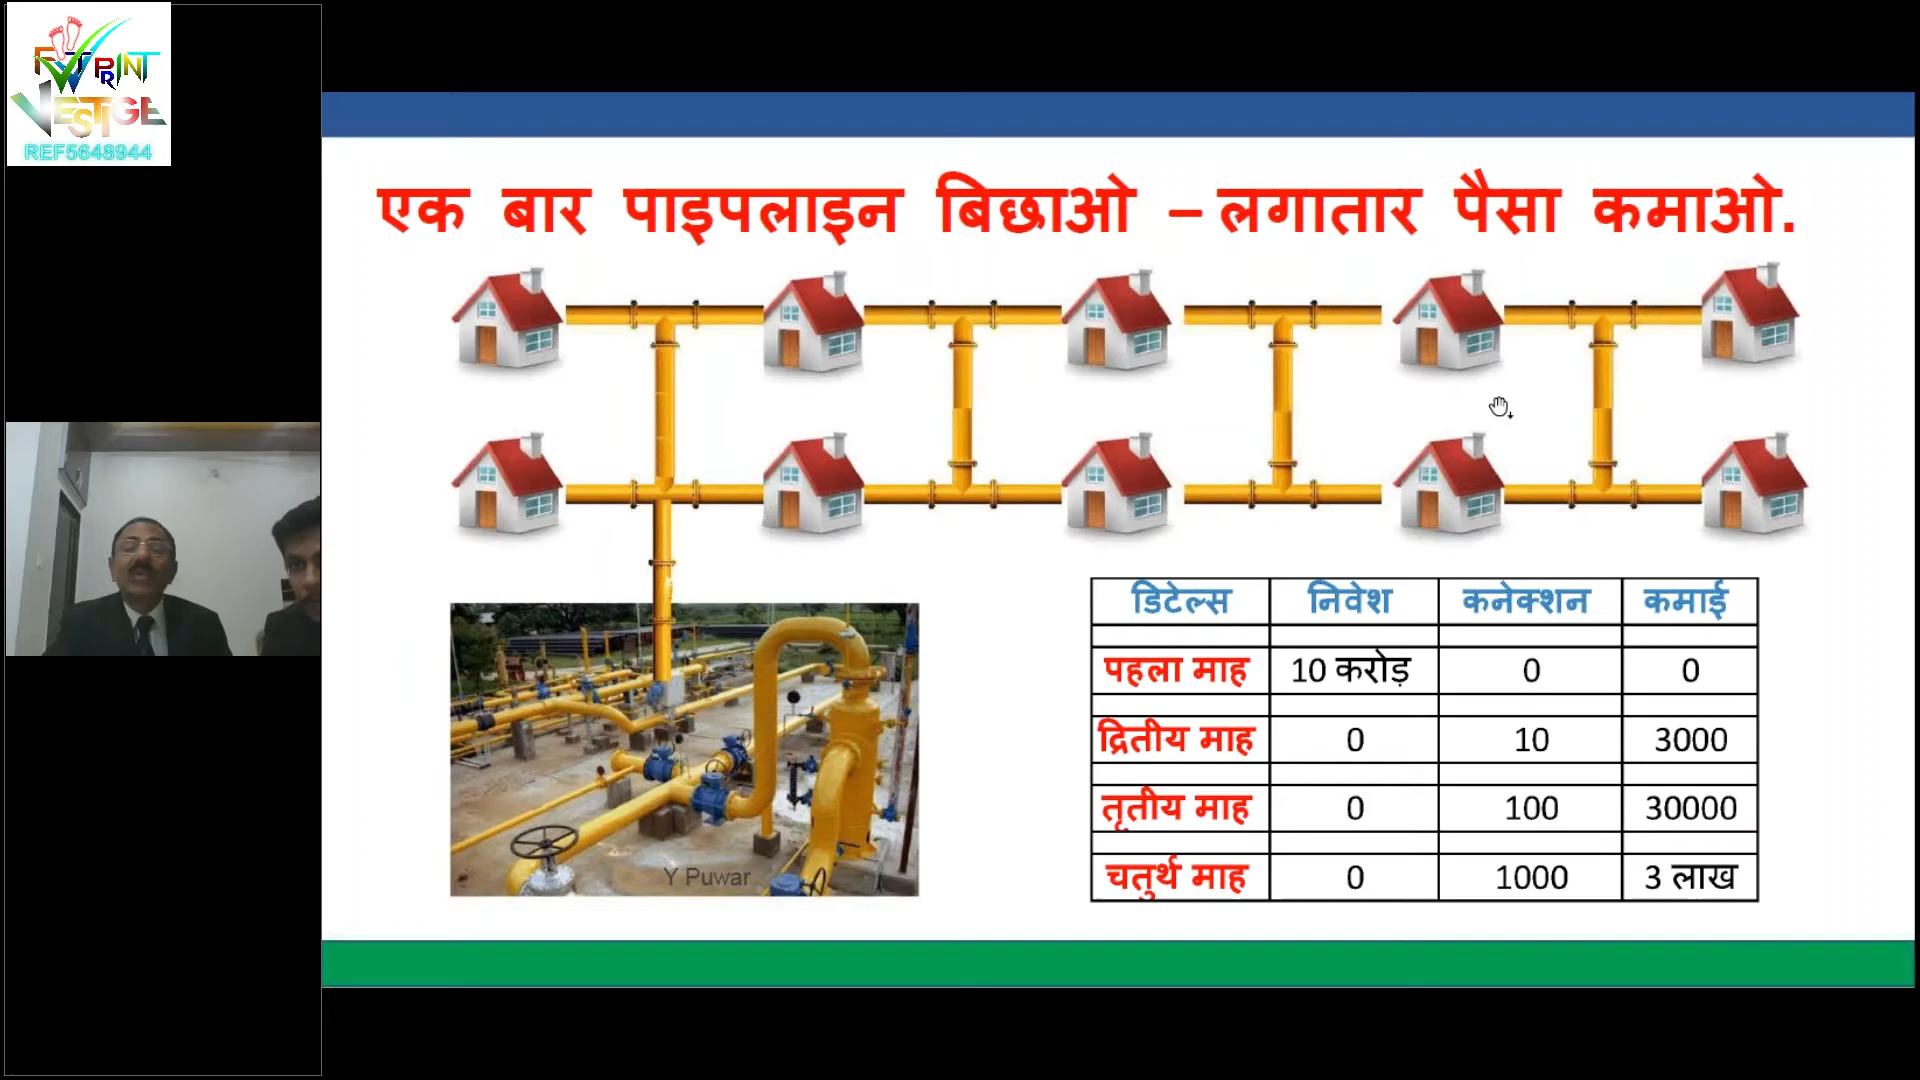 FOOTPRINT
VESTIGE
REF5648944
एक बार पाइपलाइन बिछाओ – लगातार पैसा कमाओ.
डिटेल्स निवेश कनेक्शन कमाई
पहला माह 10 करोड़ 0 0
द्रितीय माह 0 10 3000
तृतीय माह 0 100 30000
चतुर्थ माह 0 1000 3 लाख
Y Puwar